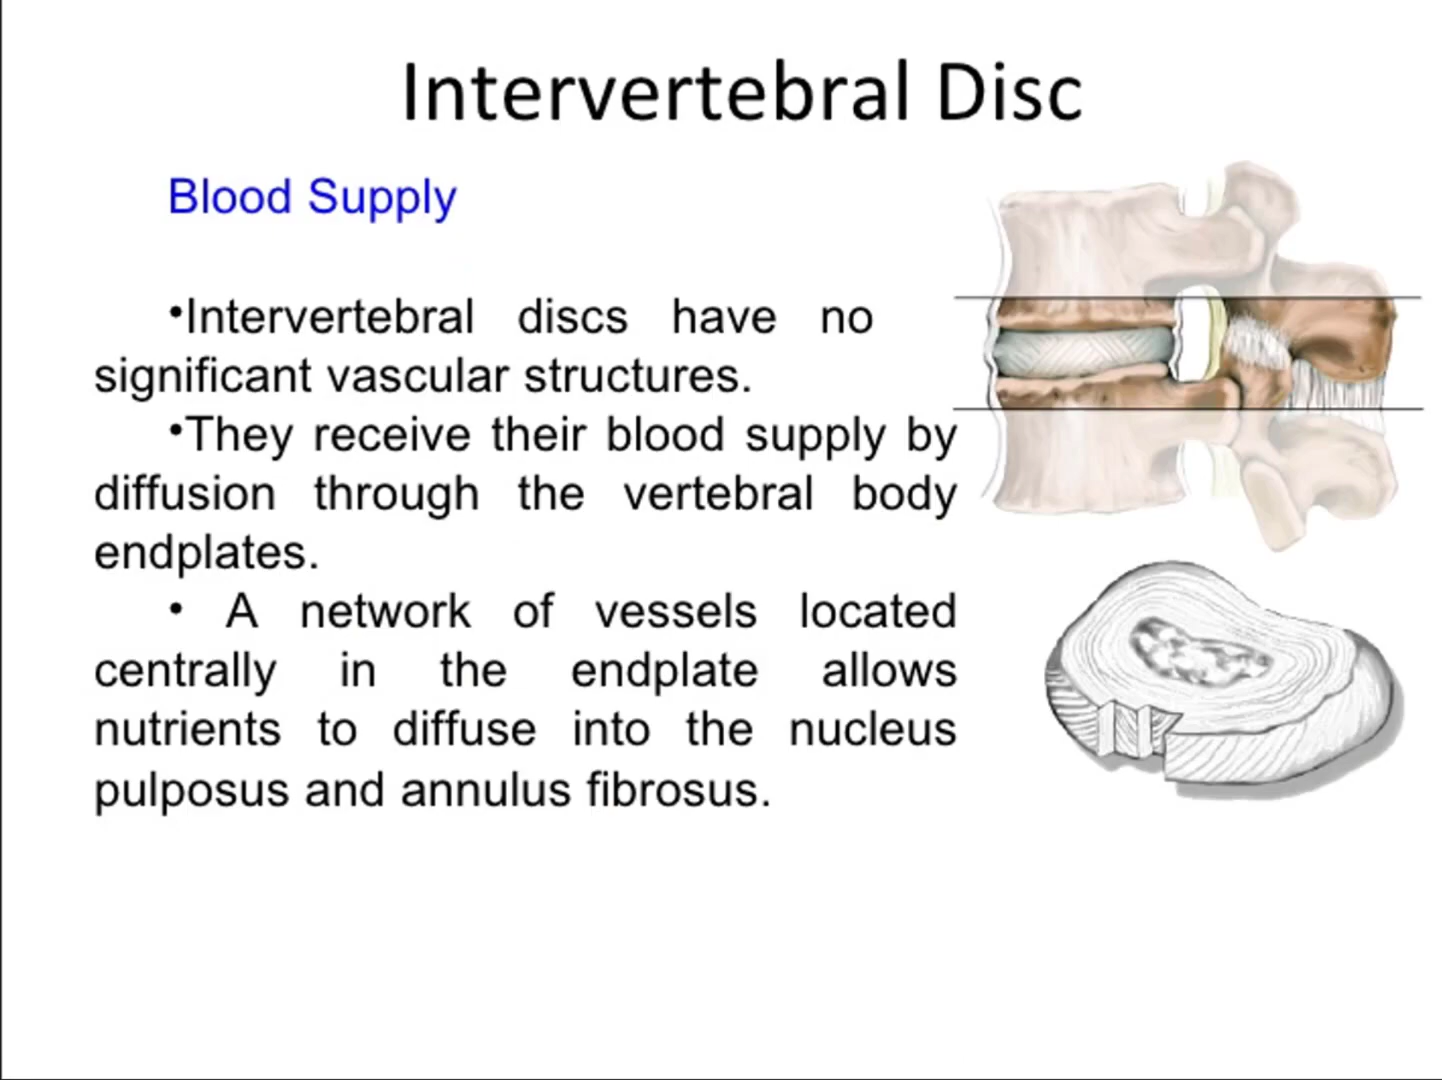 Intervertebral Disc
Blood Supply
•Intervertebral discs have no
significant vascular structures.
•They receive their blood supply by
diffusion through the vertebral body
endplates.
• A network of vessels located
centrally in the endplate allows
nutrients to diffuse into the nucleus
pulposus and annulus fibrosus.